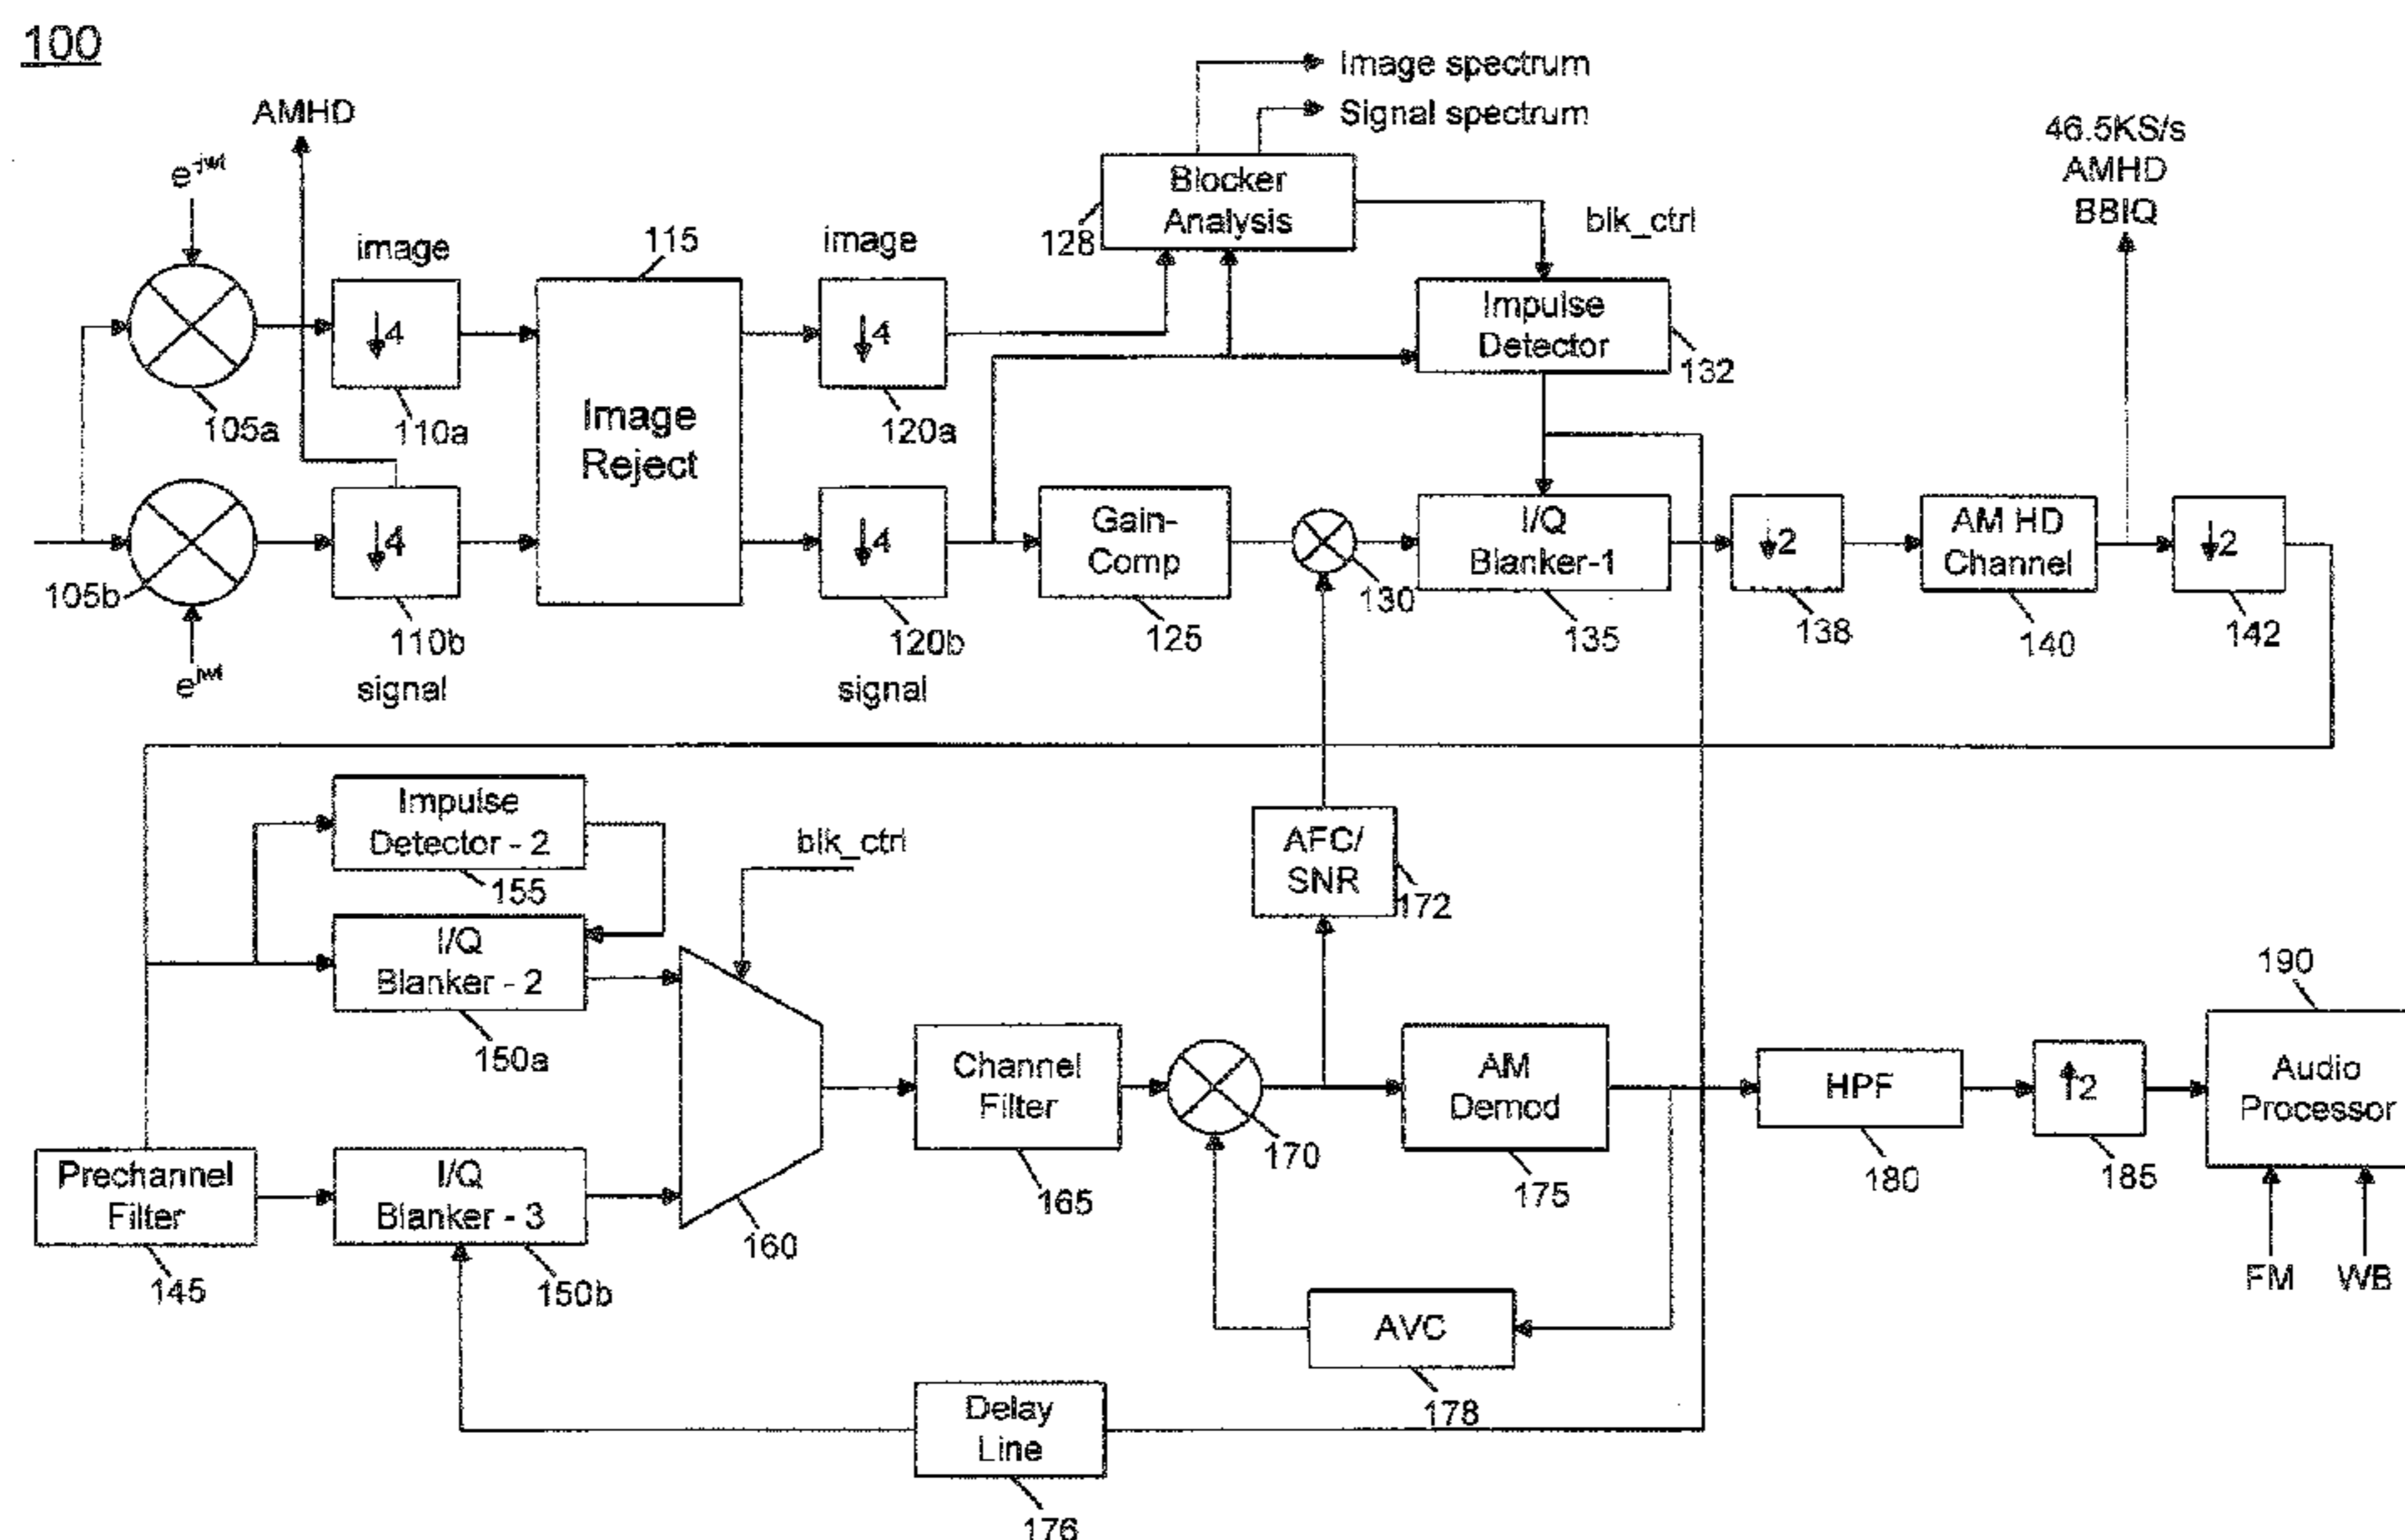 100
Image spectrum
Signal spectrum
AMHD
46.5KS/s
AMHD
BBIQ
e-jwt
image
115
image
128
Blocker
Analysis
blk_ctrl
↓4
↓4
Impulse
Detector
132
105a
110a
Image
Reject
120a
105b
↓4
↓4
Gain-
Comp
130
I/Q
Blanker-1
↓2
AM HD
Channel
↓2
110b
120b
125
135
138
140
142
ejwt
signal
signal
Impulse
Detector - 2
155
blk_ctrl
AFC/
SNR
172
I/Q
Blanker - 2
150a
190
Channel
Filter
AM
Demod
HPF
↑2
Audio
Processor
165
170
175
180
185
Prechannel
Filter
I/Q
Blanker - 3
160
145
150b
FM
WB
AVC
178
Delay
Line
176